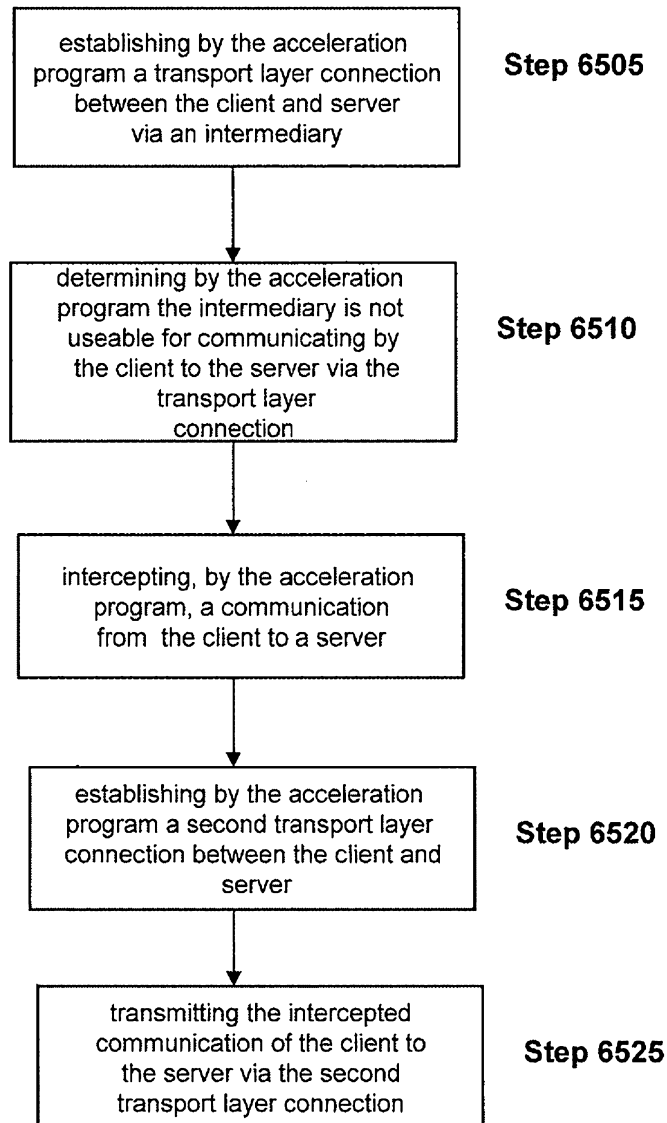 establishing by the acceleration
program a transport layer connection
between the client and server
via an intermediary
Step 6505
determining by the acceleration
program the intermediary is not
useable for communicating by
the client to the server via the
transport layer
connection
Step 6510
intercepting, by the acceleration
program, a communication
from the client to a server
Step 6515
establishing by the acceleration
program a second transport layer
connection between the client and
server
Step 6520
transmitting the intercepted
communication of the client to
the server via the second
transport layer connection
Step 6525